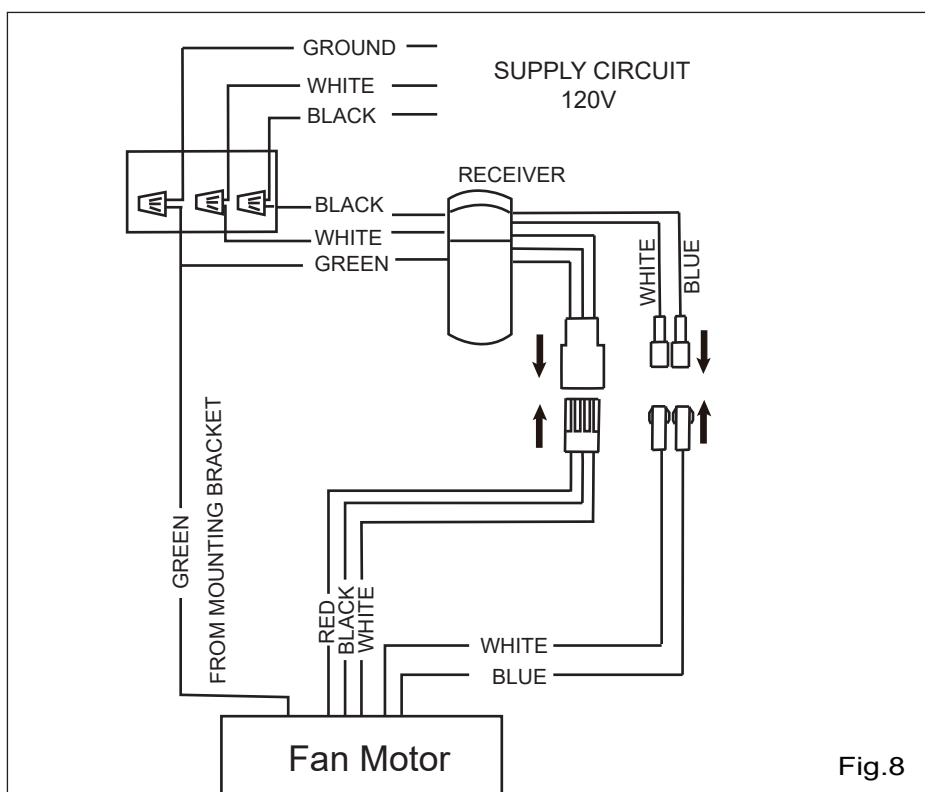 GROUND
WHITE
BLACK
SUPPLY CIRCUIT
120V
RECEIVER
BLACK
WHITE
GREEN
WHITE
BLUE
GREEN
FROM MOUNTING BRACKET
RED
BLACK
WHITE
WHITE
BLUE
Fan Motor
Fig.8